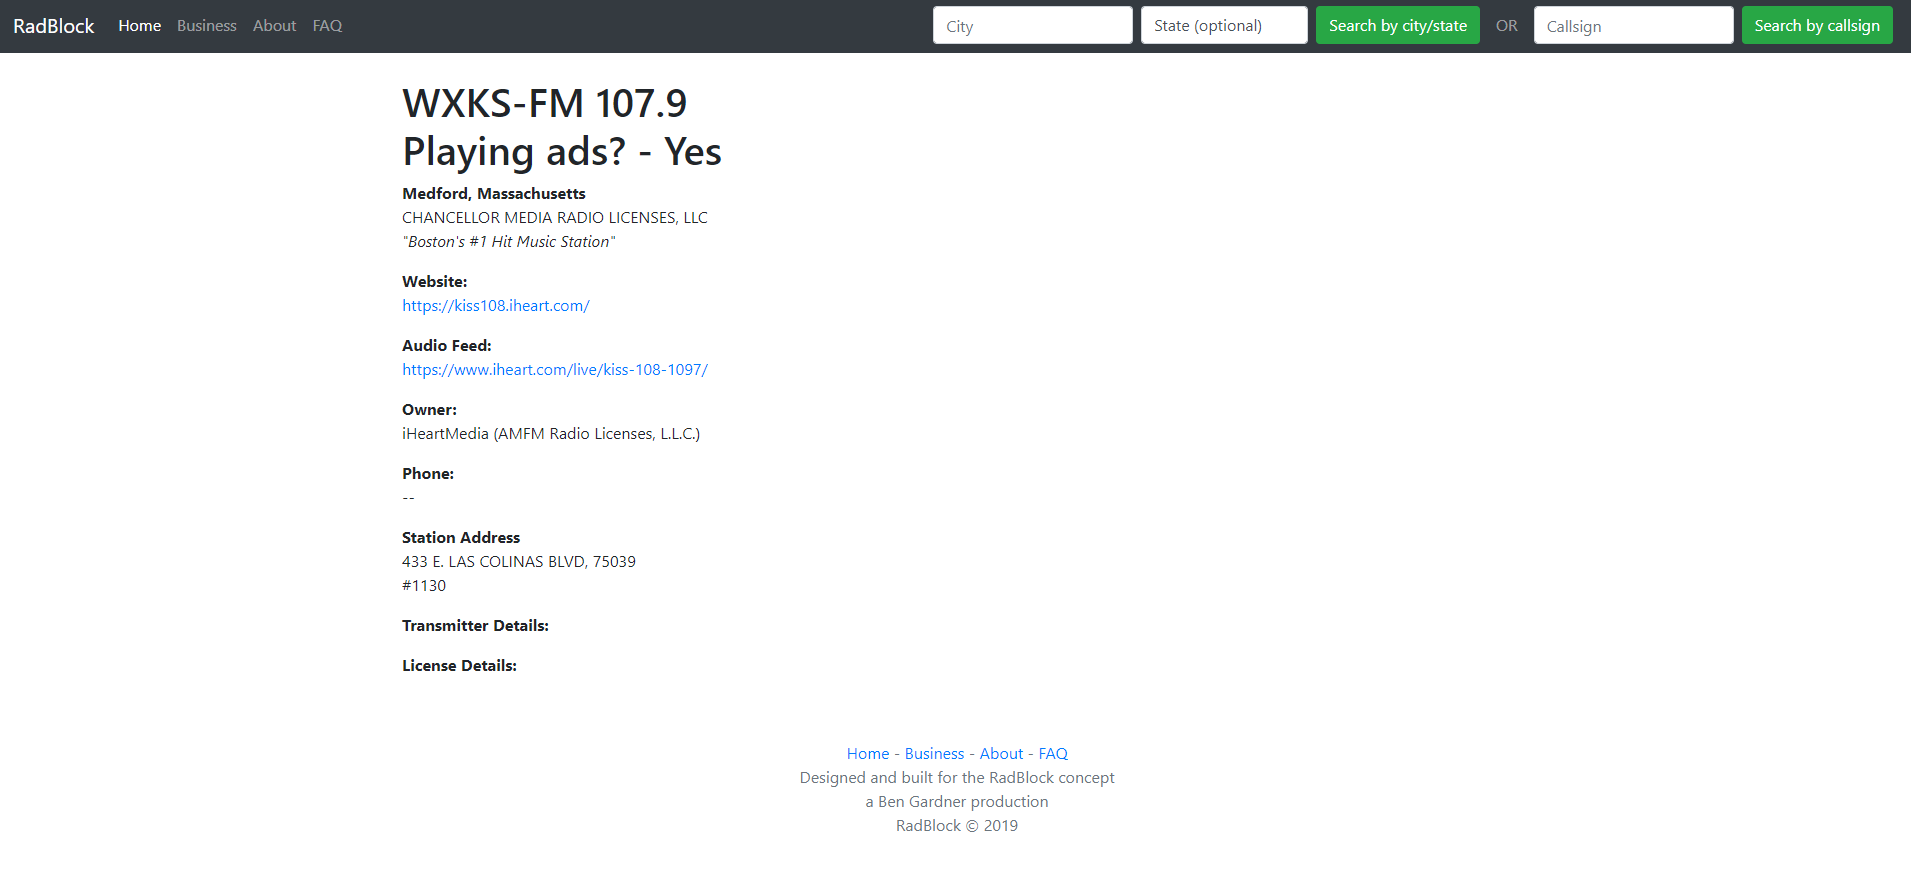 RadBlock Home Business About FAQ City State (optional) Search by city/state OR Callsign Search by callsign
WXKS-FM 107.9
Playing ads? - Yes
Medford, Massachusetts
CHANCELLOR MEDIA RADIO LICENSES, LLC
"Boston's #1 Hit Music Station"
Website:
https://kiss108.iheart.com/
Audio Feed:
https://www.iheart.com/live/kiss-108-1097/
Owner:
iHeartMedia (AMFM Radio Licenses, L.L.C.)
Phone:
--
Station Address
433 E. LAS COLINAS BLVD, 75039
#1130
Transmitter Details:
License Details:
Home - Business - About - FAQ
Designed and built for the RadBlock concept
a Ben Gardner production
RadBlock © 2019